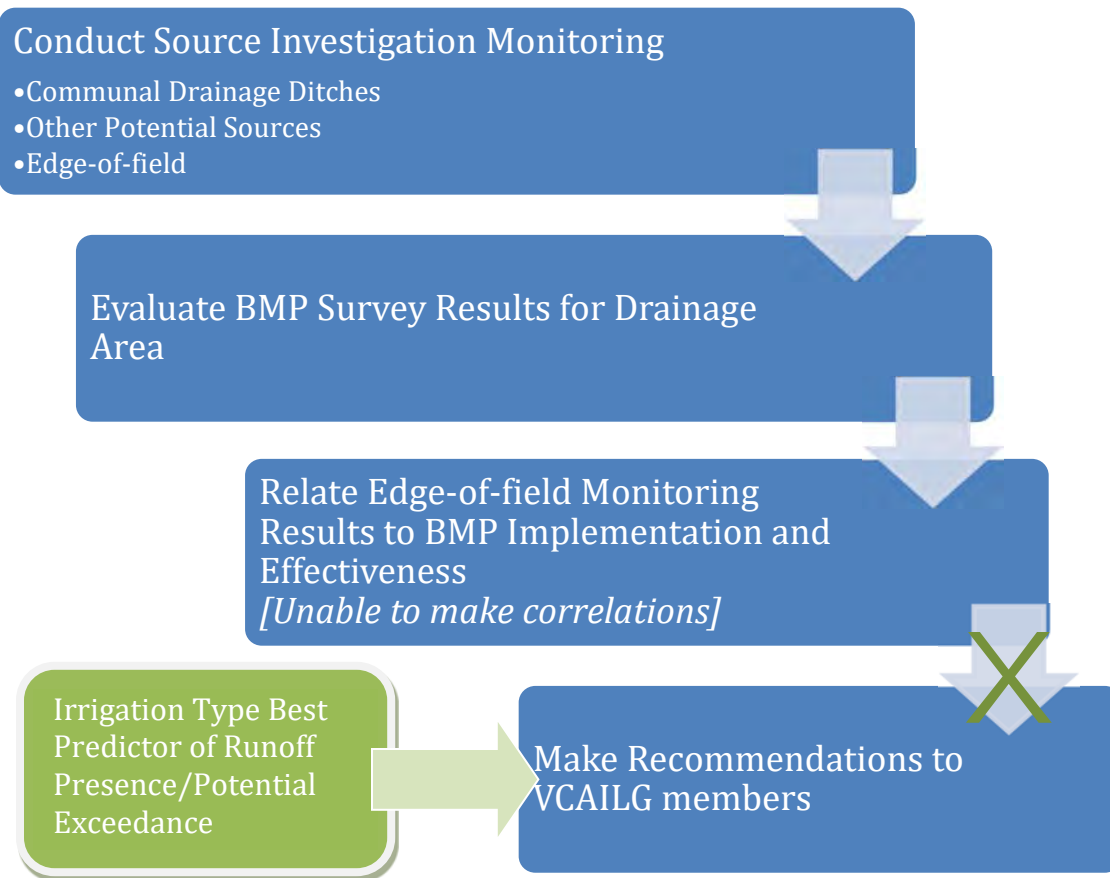 Conduct Source Investigation Monitoring
•Communal Drainage Ditches
•Other Potential Sources
•Edge-of-field
Evaluate BMP Survey Results for Drainage
Area
Relate Edge-of-field Monitoring
Results to BMP Implementation and
Effectiveness
[Unable to make correlations]
X
Irrigation Type Best
Predictor of Runoff
Presence/Potential
Exceedance
Make Recommendations to
VCAILG members